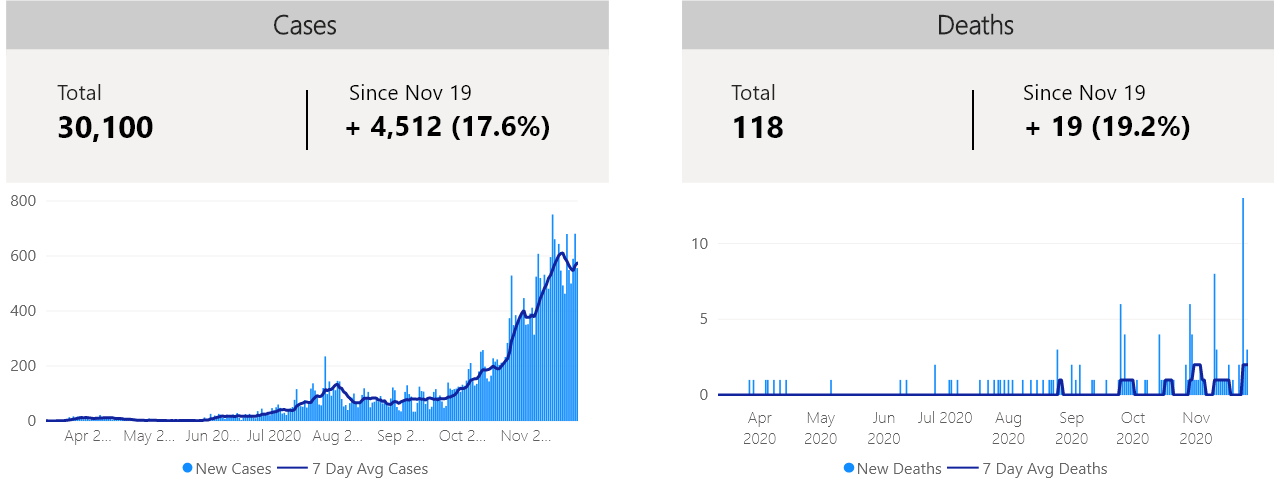 Cases
Total
Since Nov 19
30,100
+ 4,512 (17.6%)
800
600
400
200
0
Apr 2... May 2... Jun 20... Jul 2020 Aug 2... Sep 2... Oct 2... Nov 2...
New Cases 7 Day Avg Cases
Deaths
Total
Since Nov 19
118
+ 19 (19.2%)
10
5
0
Apr 2020
May 2020
Jun 2020
Jul 2020
Aug 2020
Sep 2020
Oct 2020
Nov 2020
New Deaths 7 Day Avg Deaths